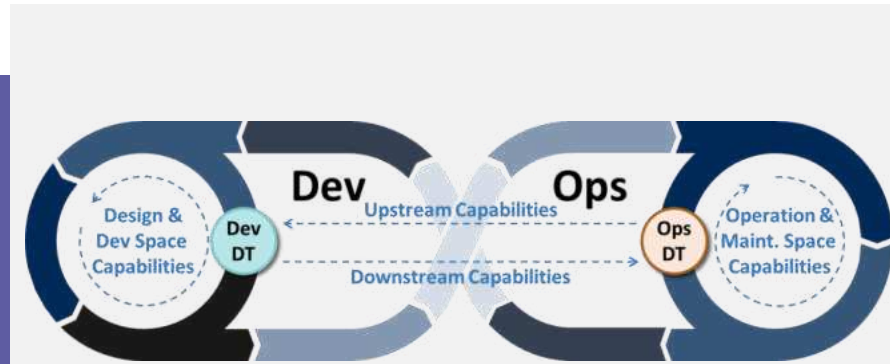 Dev
Ops
Design &
Dev Space
Capabilities
Dev
DT
Upstream Capabilities
Downstream Capabilities
Ops
DT
Operation &
Maint. Space
Capabilities